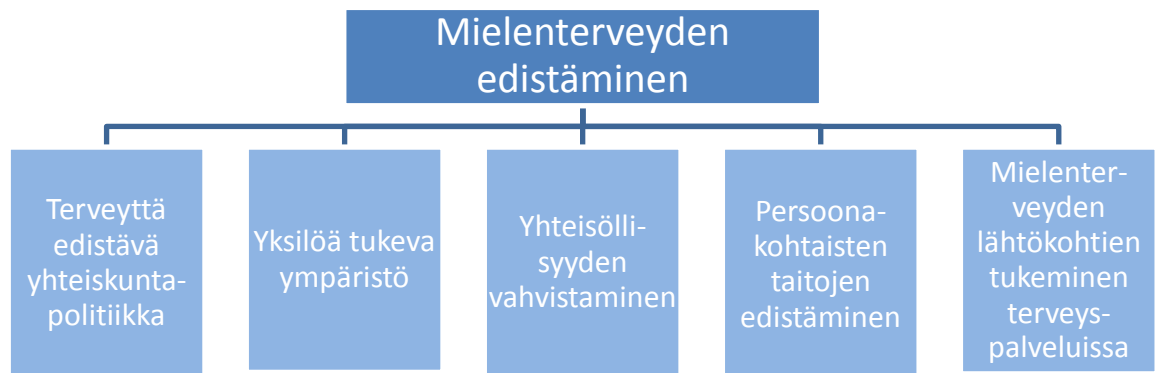 Mielenterveyden
edistäminen
Terveyttä
edistävä
yhteiskunta-
politiikka
Yksilöä tukeva
ympäristö
Yhteisölli-
syyden
vahvistaminen
Persoona-
kohtaisten
taitojen
edistäminen
Mielenter-
veyden
lähtökohtien
tukeminen
terveys-
palveluissa